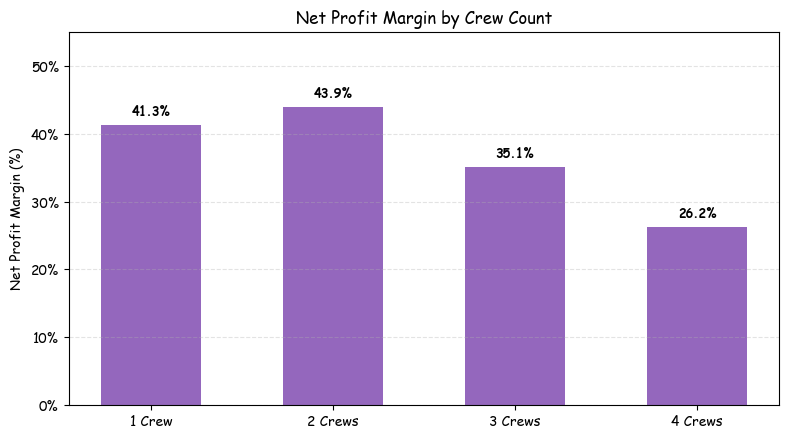 Net Profit Margin by Crew Count
Net Profit Margin (%)
50%
40%
30%
20%
10%
0%
41.3%
43.9%
35.1%
26.2%
1 Crew
2 Crews
3 Crews
4 Crews